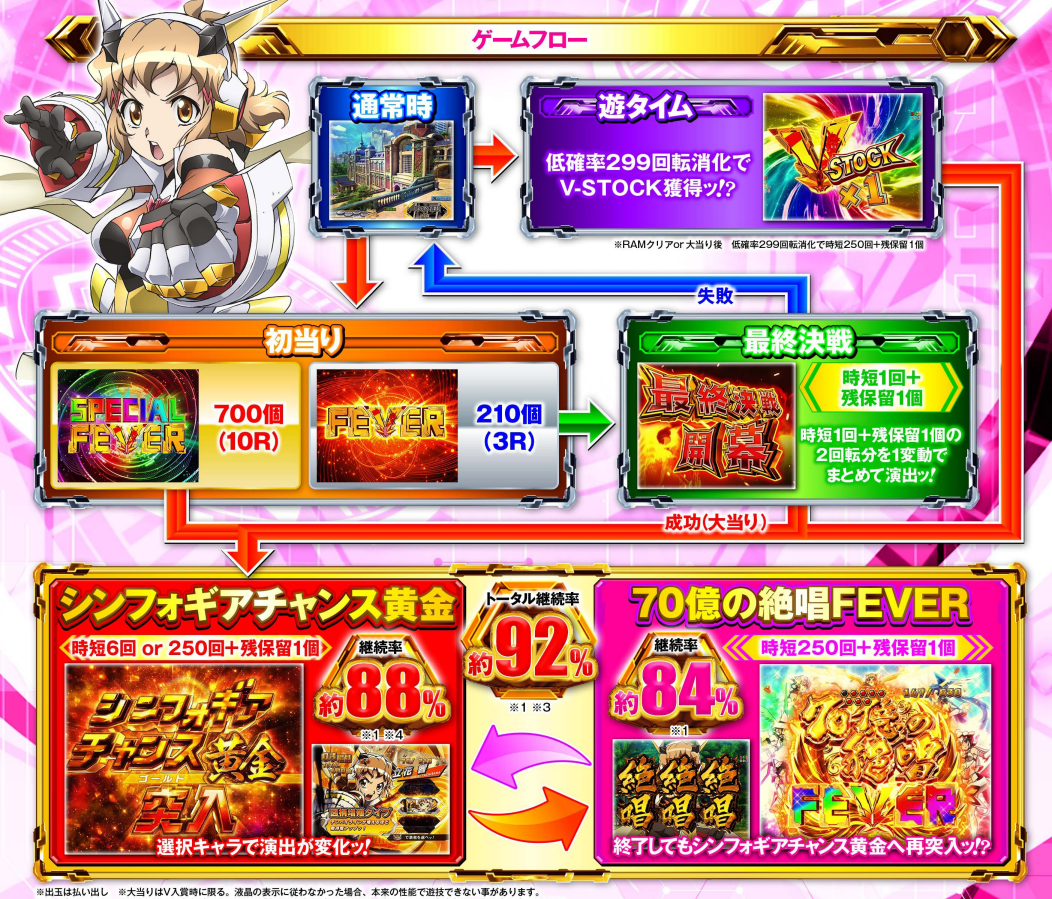 ゲームフロー
通常時
遊タイム
低確率299回転消化で
V-STOCK獲得ッ!?
V
STOCK
×1
※RAMクリアor 大当り後 低確率299回転消化で時短250回+残保留1個
失敗
初当り
SPECIAL
FEVER
700個
(10R)
FEVER
210個
(3R)
最終決戦
最終決戦
開幕
時短1回+
残保留1個
時短1回+残保留1個の
2回転分を1変動で
まとめて演出ッ!
成功(大当り)
シンフォギアチャンス黄金
時短6回 or 250回+残保留1個
継続率
約88%
※1 ※4
シンフォギア
チャンス黄金
ゴールド
突入
選択キャラで演出が変化ッ!
トータル継続率
約92%
※1 ※3
70億の絶唱FEVER
継続率
約84%
※1
時短250回+残保留1個
絶唱 絶唱 絶唱
70億の
絶唱
FEVER
終了してもシンフォギアチャンス黄金へ再突入ッ!?
※出玉は払い出し ※大当りはV入賞時に限る。液晶の表示に従わなかった場合、本来の性能で遊技できない事があります。